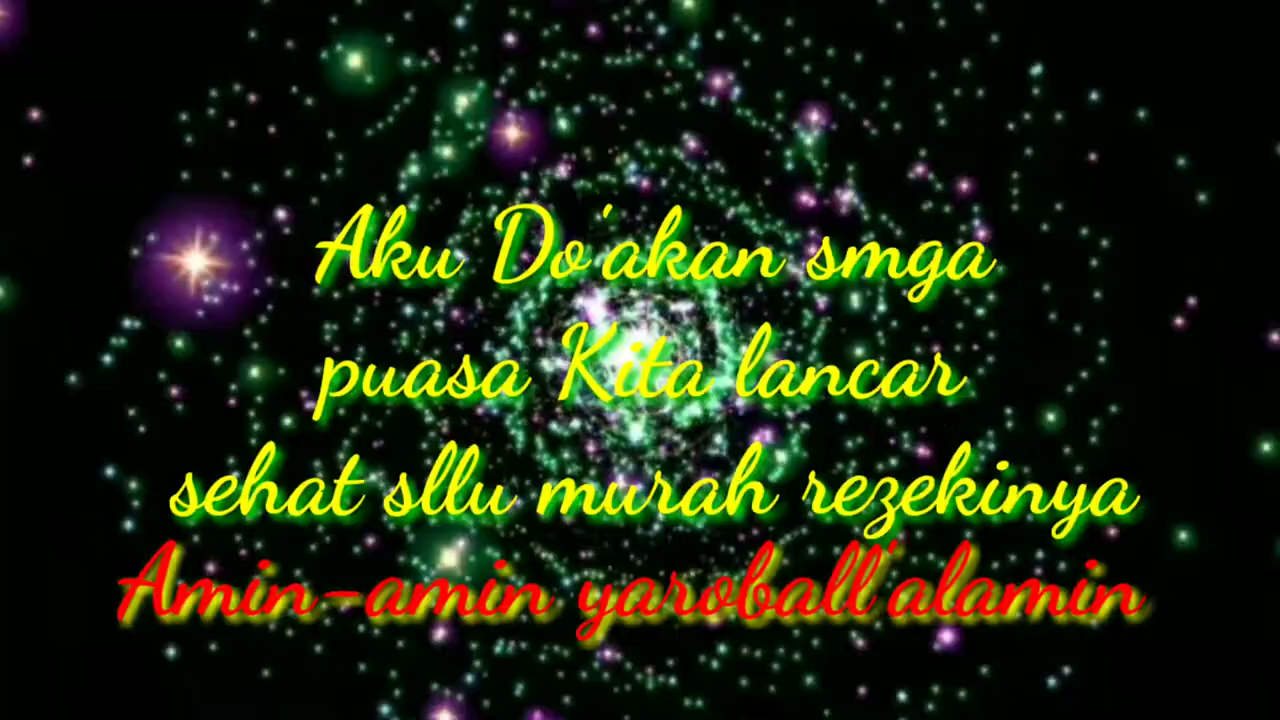 Aku Do'akan smga
puasa Kita lancar
sehat sllu murah rezekinya
Amin-amin yaroball'alamin